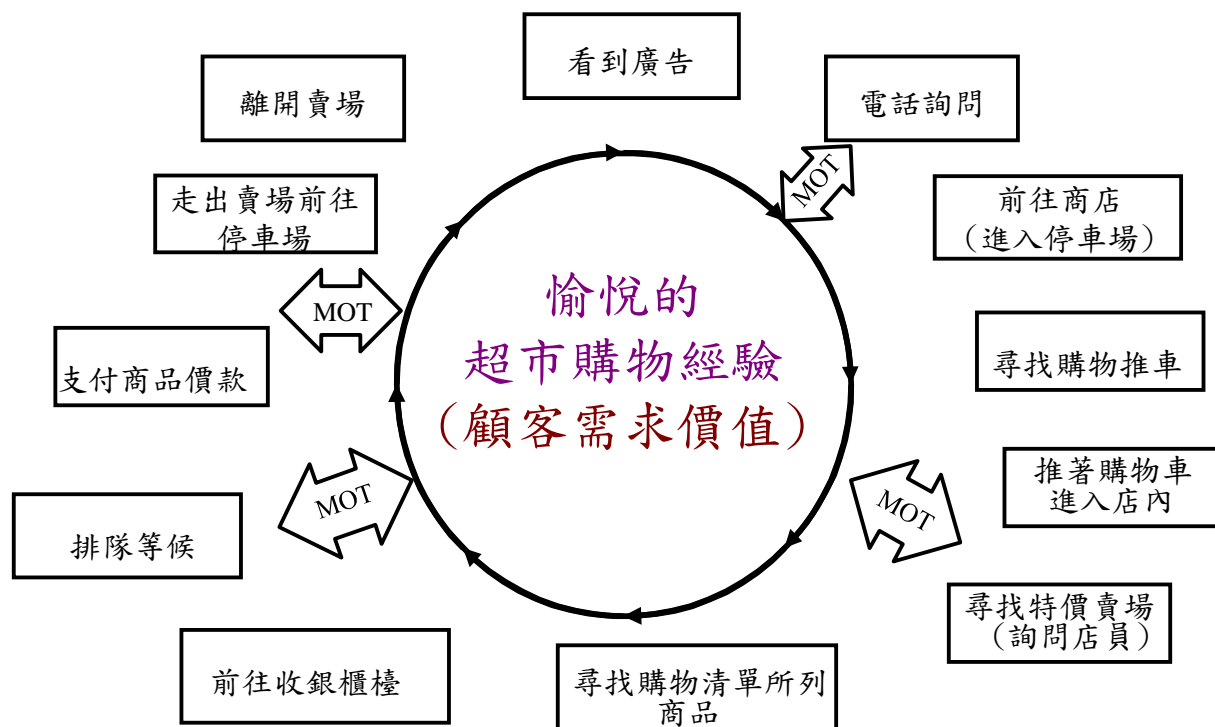 看到廣告
電話詢問
MOT
前往商店
（進入停車場）
尋找購物推車
推著購物車
進入店內
MOT
尋找特價賣場
（詢問店員）
尋找購物清單所列
商品
前往收銀櫃檯
排隊等候
MOT
支付商品價款
MOT
走出賣場前往
停車場
離開賣場
愉悅的
超市購物經驗
（顧客需求價值）